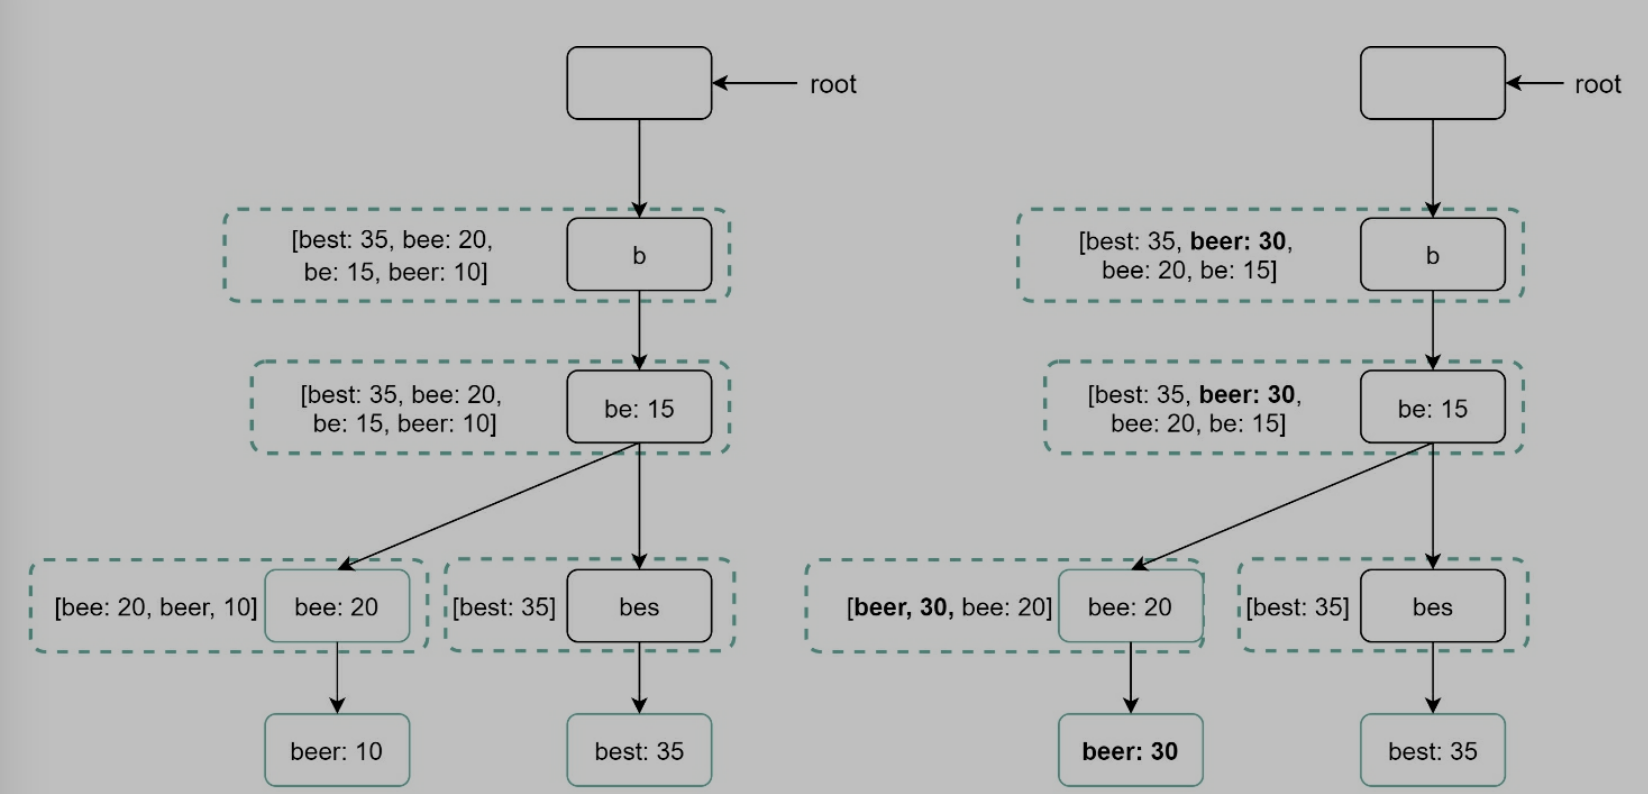 root
[best: 35, bee: 20,
be: 15, beer: 10]
b
[best: 35, bee: 20,
be: 15, beer: 10]
be: 15
[bee: 20, beer, 10]
bee: 20
[best: 35]
bes
beer: 10
best: 35
root
[best: 35, beer: 30,
bee: 20, be: 15]
b
[best: 35, beer: 30,
bee: 20, be: 15]
be: 15
[beer, 30, bee: 20]
bee: 20
[best: 35]
bes
beer: 30
best: 35